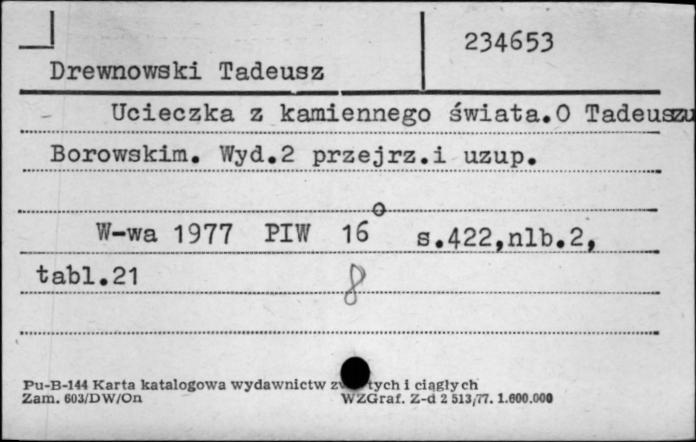 234653
Drewnowski Tadeusz
Ucieczka z kamiennego świata.O Tadeuszu
Borowskim. Wyd.2 przejrz.i uzup.
W-wa 1977 PIW 16° s.422,nlb.2,
tabl.21
8
Pu-B-144 Karta katalogowa wydawnictw i ciągłych
Zam. 603/DW/On WZGraf. Z-d 2 513/77. 1.600.000